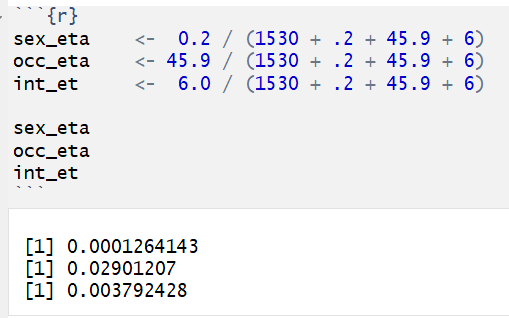 ```{r}
sex_eta    <-  0.2 / (1530 + .2 + 45.9 + 6)
occ_eta    <- 45.9 / (1530 + .2 + 45.9 + 6)
int_et     <-  6.0 / (1530 + .2 + 45.9 + 6)
sex_eta
occ_eta
int_et
```
[1] 0.0001264143
[1] 0.02901207
[1] 0.003792428